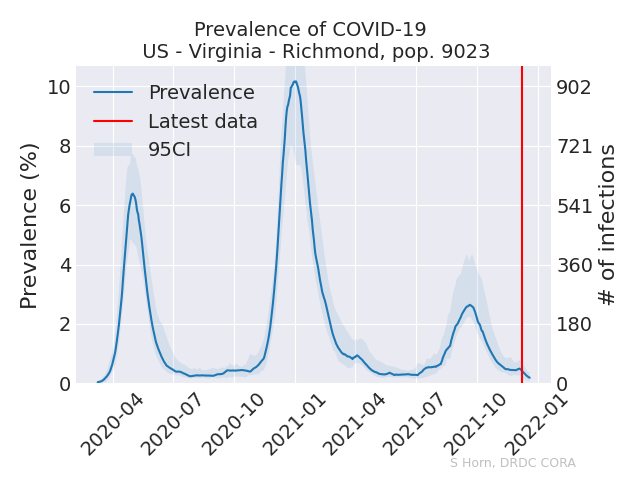 Prevalence of COVID-19
US - Virginia - Richmond, pop. 9023
Prevalence
Latest data
95CI
Prevalence (%)
10
8
6
4
2
0
902
721
541
360
180
0
# of infections
2020-04
2020-07
2020-10
2021-01
2021-04
2021-07
2021-10
2022-01
S Horn, DRDC CORA